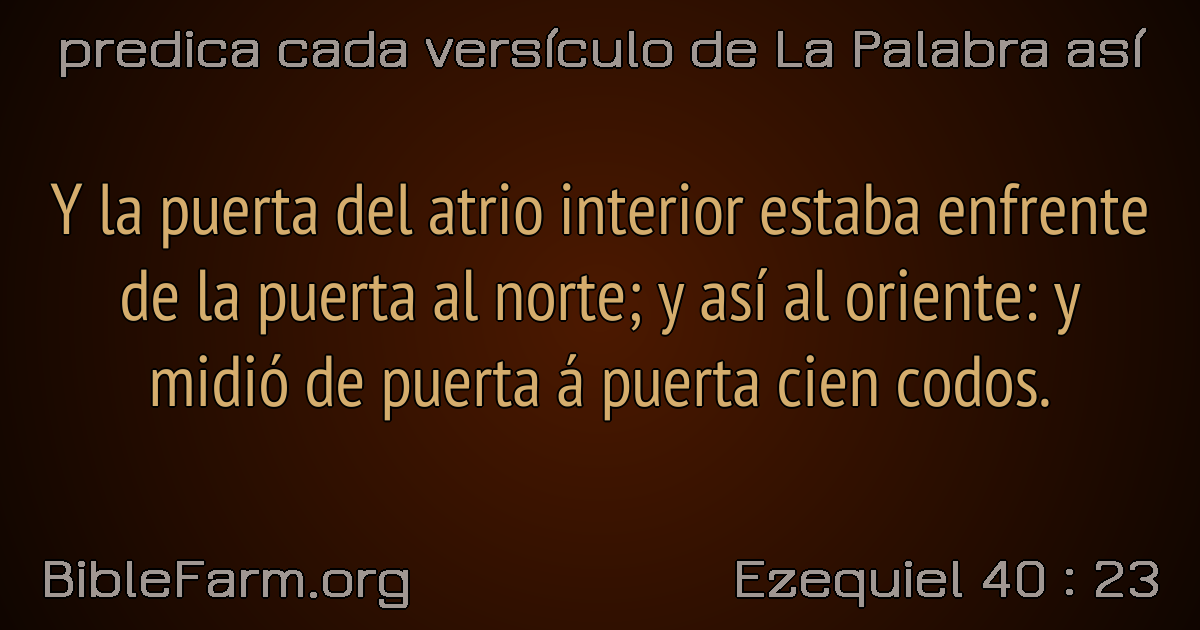 predica cada versículo de La Palabra así
Y la puerta del atrio interior estaba enfrente
de la puerta al norte; y así al oriente: y
midió de puerta á puerta cien codos.
BibleFarm.org
Ezequiel 40 : 23